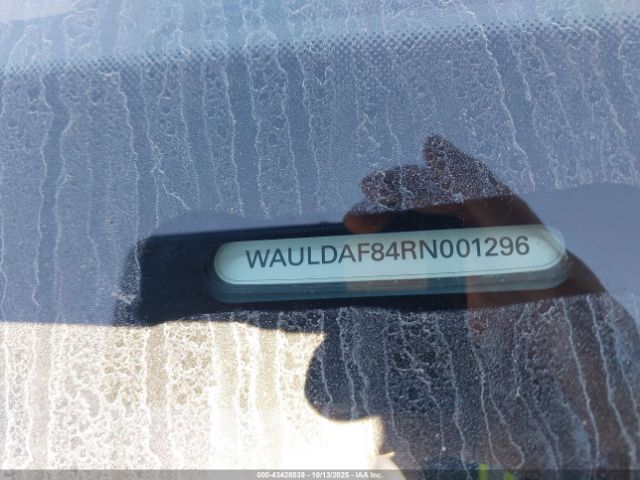 WAULDAF84RN001296
000-43428539 - 10/13/2025 - IAA Inc.